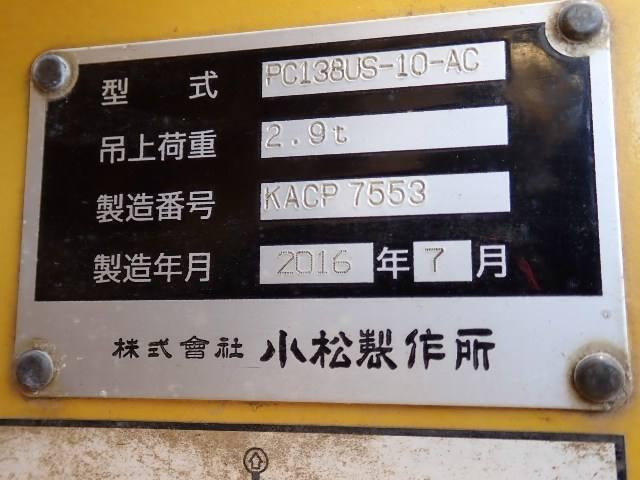 型式 PC138US-10-AC
吊上荷重 2.9t
製造番号 KACP 7553
製造年月 2016 年 7 月
株式會社 小松製作所